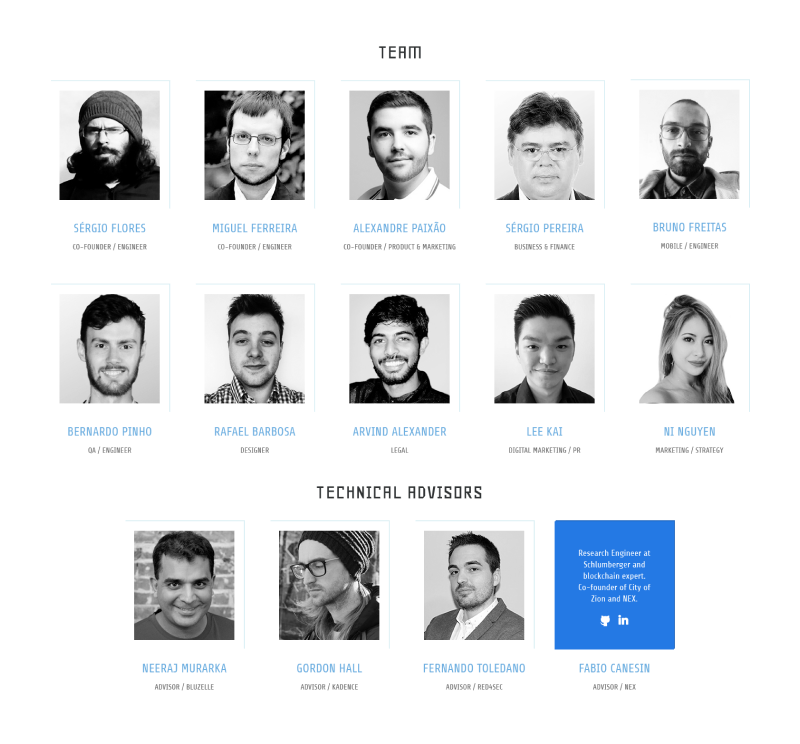 TEAM
SÉRGIO FLORES
CO-FOUNDER / ENGINEER
MIGUEL FERREIRA
CO-FOUNDER / ENGINEER
ALEXANDRE PAIXÃO
CO-FOUNDER / PRODUCT & MARKETING
SÉRGIO PEREIRA
BUSINESS & FINANCE
BRUNO FREITAS
MOBILE / ENGINEER
BERNARDO PINHO
QA / ENGINEER
RAFAEL BARBOSA
DESIGNER
ARVIND ALEXANDER
LEGAL
LEE KAI
DIGITAL MARKETING / PR
NI NGUYEN
MARKETING / STRATEGY
TECHNICAL ADVISORS
NEERAJ MURARKA
ADVISOR / BLUZELLE
GORDON HALL
ADVISOR / KADENCE
FERNANDO TOLEDANO
ADVISOR / RED4SEC
Research Engineer at
Schlumberger and
blockchain expert.
Co-founder of City of
Zion and NEX.
in
FABIO CANESIN
ADVISOR / NEX